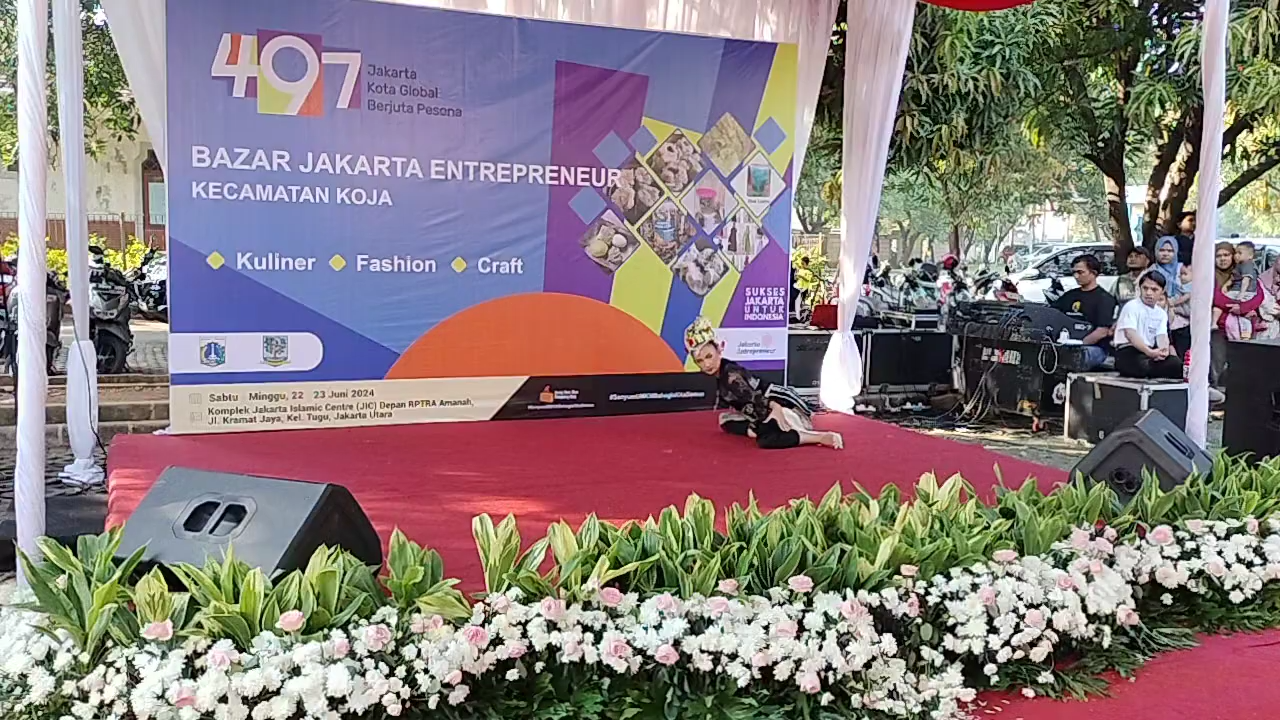 497
Jakarta
Kota Global
Berjuta Pesona
BAZAR JAKARTA ENTREPRENEUR
KECAMATAN KOJA
Kuliner
Fashion
Craft
SUKSES
JAKARTA
UNTUK
INDONESIA
Jakarta
Entrepreneur
Sabtu Minggu, 22 23 Juni 2024
Komplek Jakarta Islamic Centre (JIC) Depan RPTRA Amanah,
Jl. Kramat Jaya, Kel. Tugu, Jakarta Utara